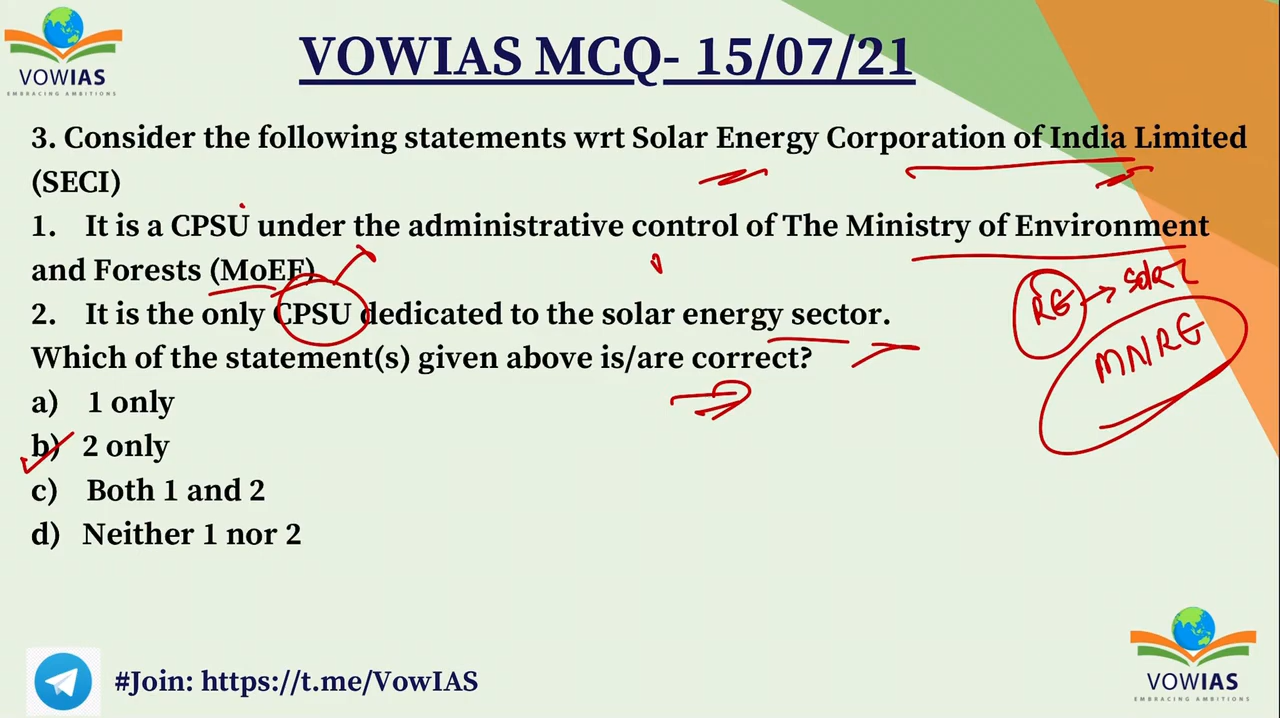 VOWIAS
EMBRACING AMBITIONS
VOWIAS MCQ- 15/07/21
3. Consider the following statements wrt Solar Energy Corporation of India Limited
(SECI)
1. It is a CPSU under the administrative control of The Ministry of Environment
and Forests (MoEF)
2. It is the only CPSU dedicated to the solar energy sector.
RE → Solar
MNRE
Which of the statement(s) given above is/are correct?
a) 1 only
b) 2 only
c) Both 1 and 2
d) Neither 1 nor 2
#Join: https://t.me/VowIAS
VOWIAS
EMBRACING AMBITIONS